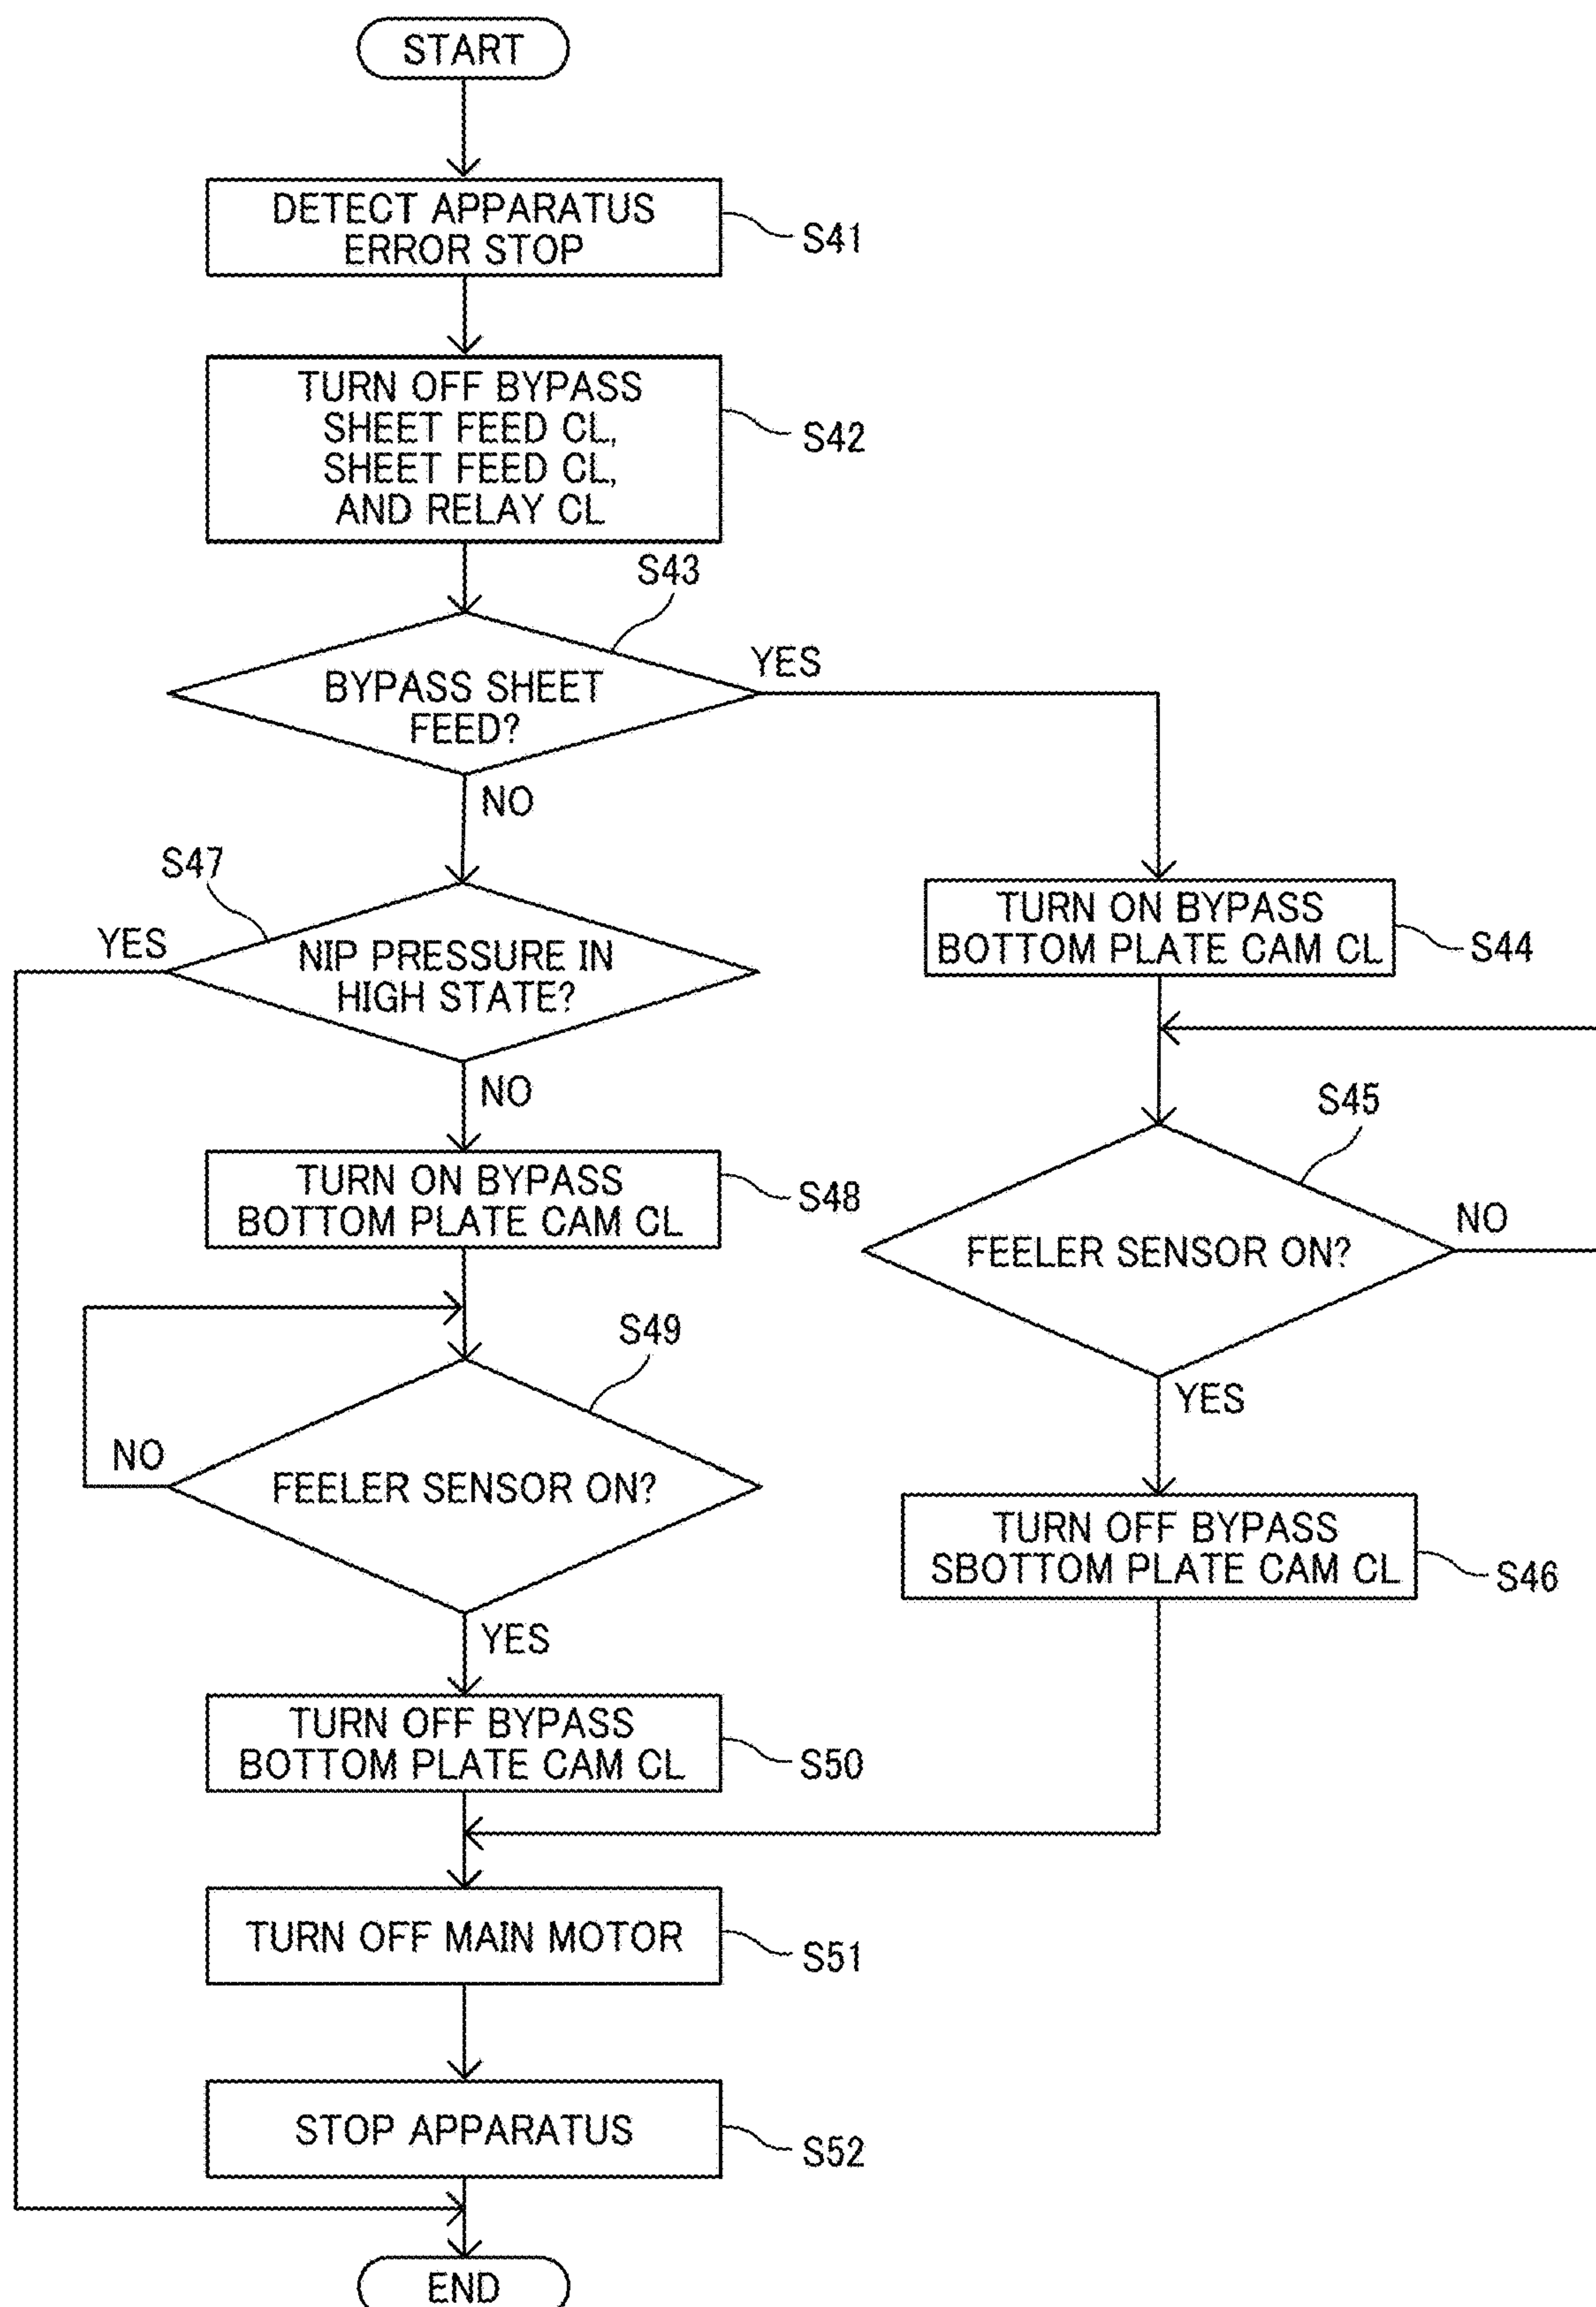 START
DETECT APPARATUS
ERROR STOP
S41
TURN OFF BYPASS
SHEET FEED CL,
SHEET FEED CL,
AND RELAY CL
S42
S43
BYPASS SHEET
FEED?
YES
NO
S47
YES
NIP PRESSURE IN
HIGH STATE?
NO
TURN ON BYPASS
BOTTOM PLATE CAM CL
S44
S45
FEELER SENSOR ON?
NO
YES
TURN OFF BYPASS
SBOTTOM PLATE CAM CL
S46
TURN ON BYPASS
BOTTOM PLATE CAM CL
S48
S49
NO
FEELER SENSOR ON?
YES
TURN OFF BYPASS
BOTTOM PLATE CAM CL
S50
TURN OFF MAIN MOTOR
S51
STOP APPARATUS
S52
END